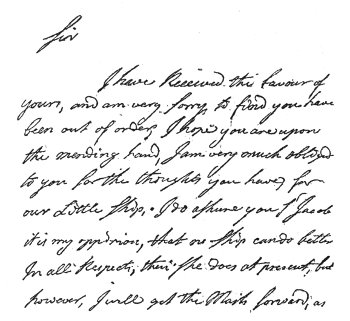 Sir
I have Received the favour of
yours, and am very sorry to find you have
been out of order, I hope you are upon
the mending hand, I am very much oblied
to you for the thoughts you have for
our Little Ship, I do assure you Sr Jacob
it is my oppinion, that no Ship can do better
In all Respects, then she does at present, but
however, I will get the Masts forward, as